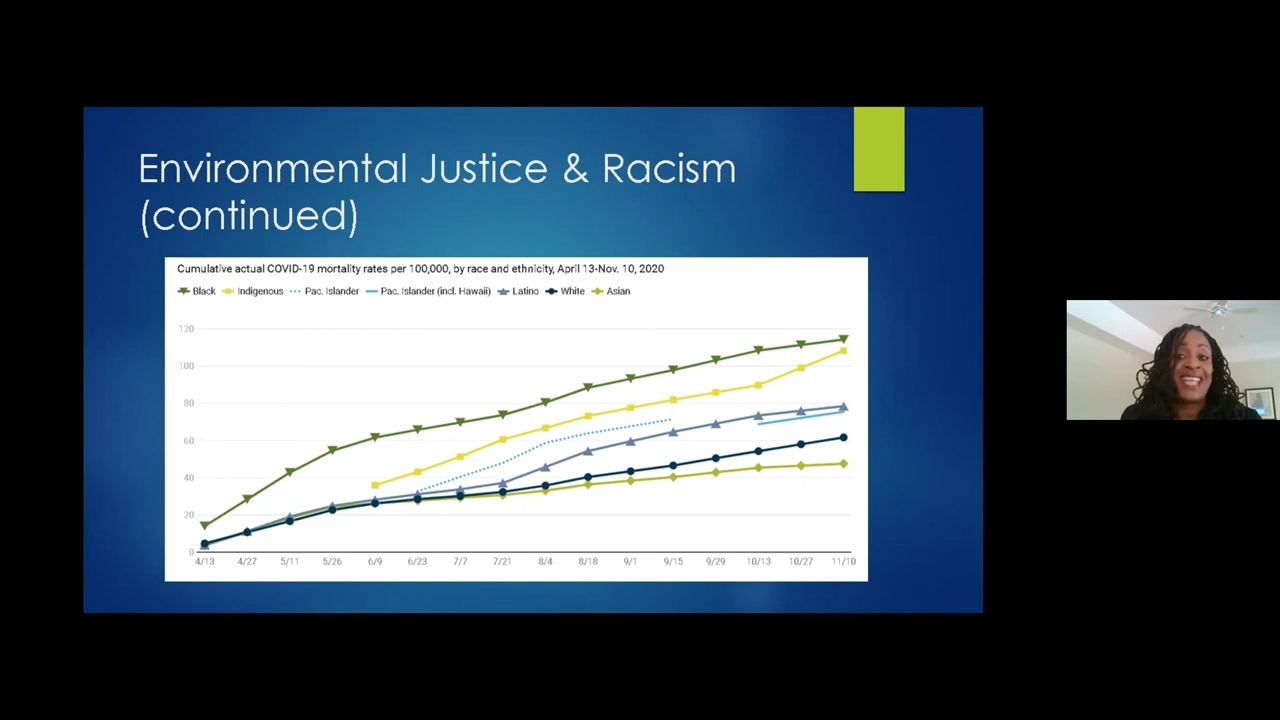 Environmental Justice & Racism
(continued)
Cumulative actual COVID-19 mortality rates per 100,000, by race and ethnicity, April 13-Nov. 10, 2020
Black Indigenous Pac. Islander Pac. Islander (incl. Hawaii) Latino White Asian
120
100
80
60
40
20
0
4/13 4/27 5/11 5/26 6/9 6/23 7/7 7/21 8/4 8/18 9/1 9/15 9/29 10/13 10/27 11/10